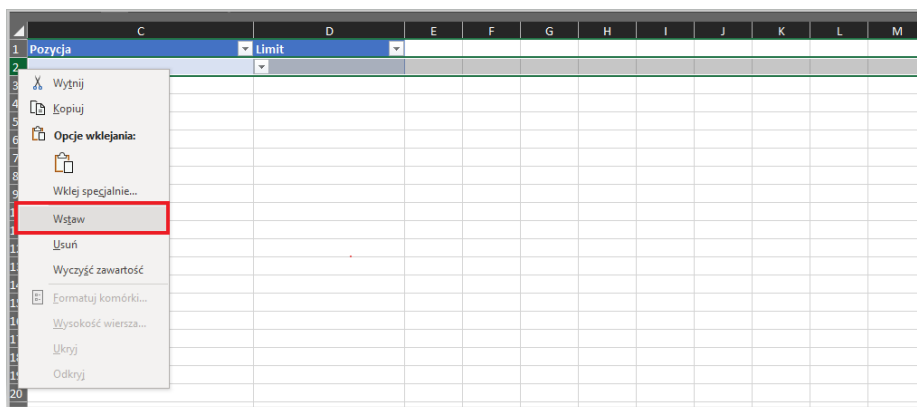 C D E F G H I J K L M
1 Pozycja Limit
2
3
4
5
6
7
8
9
20
Wytnij
Kopiuj
Opcje wklejania:
Wklej specjalnie...
Wstaw
Usuń
Wyczyść zawartość
Formatuj komórki...
Wysokość wiersza...
Ukryj
Odkryj